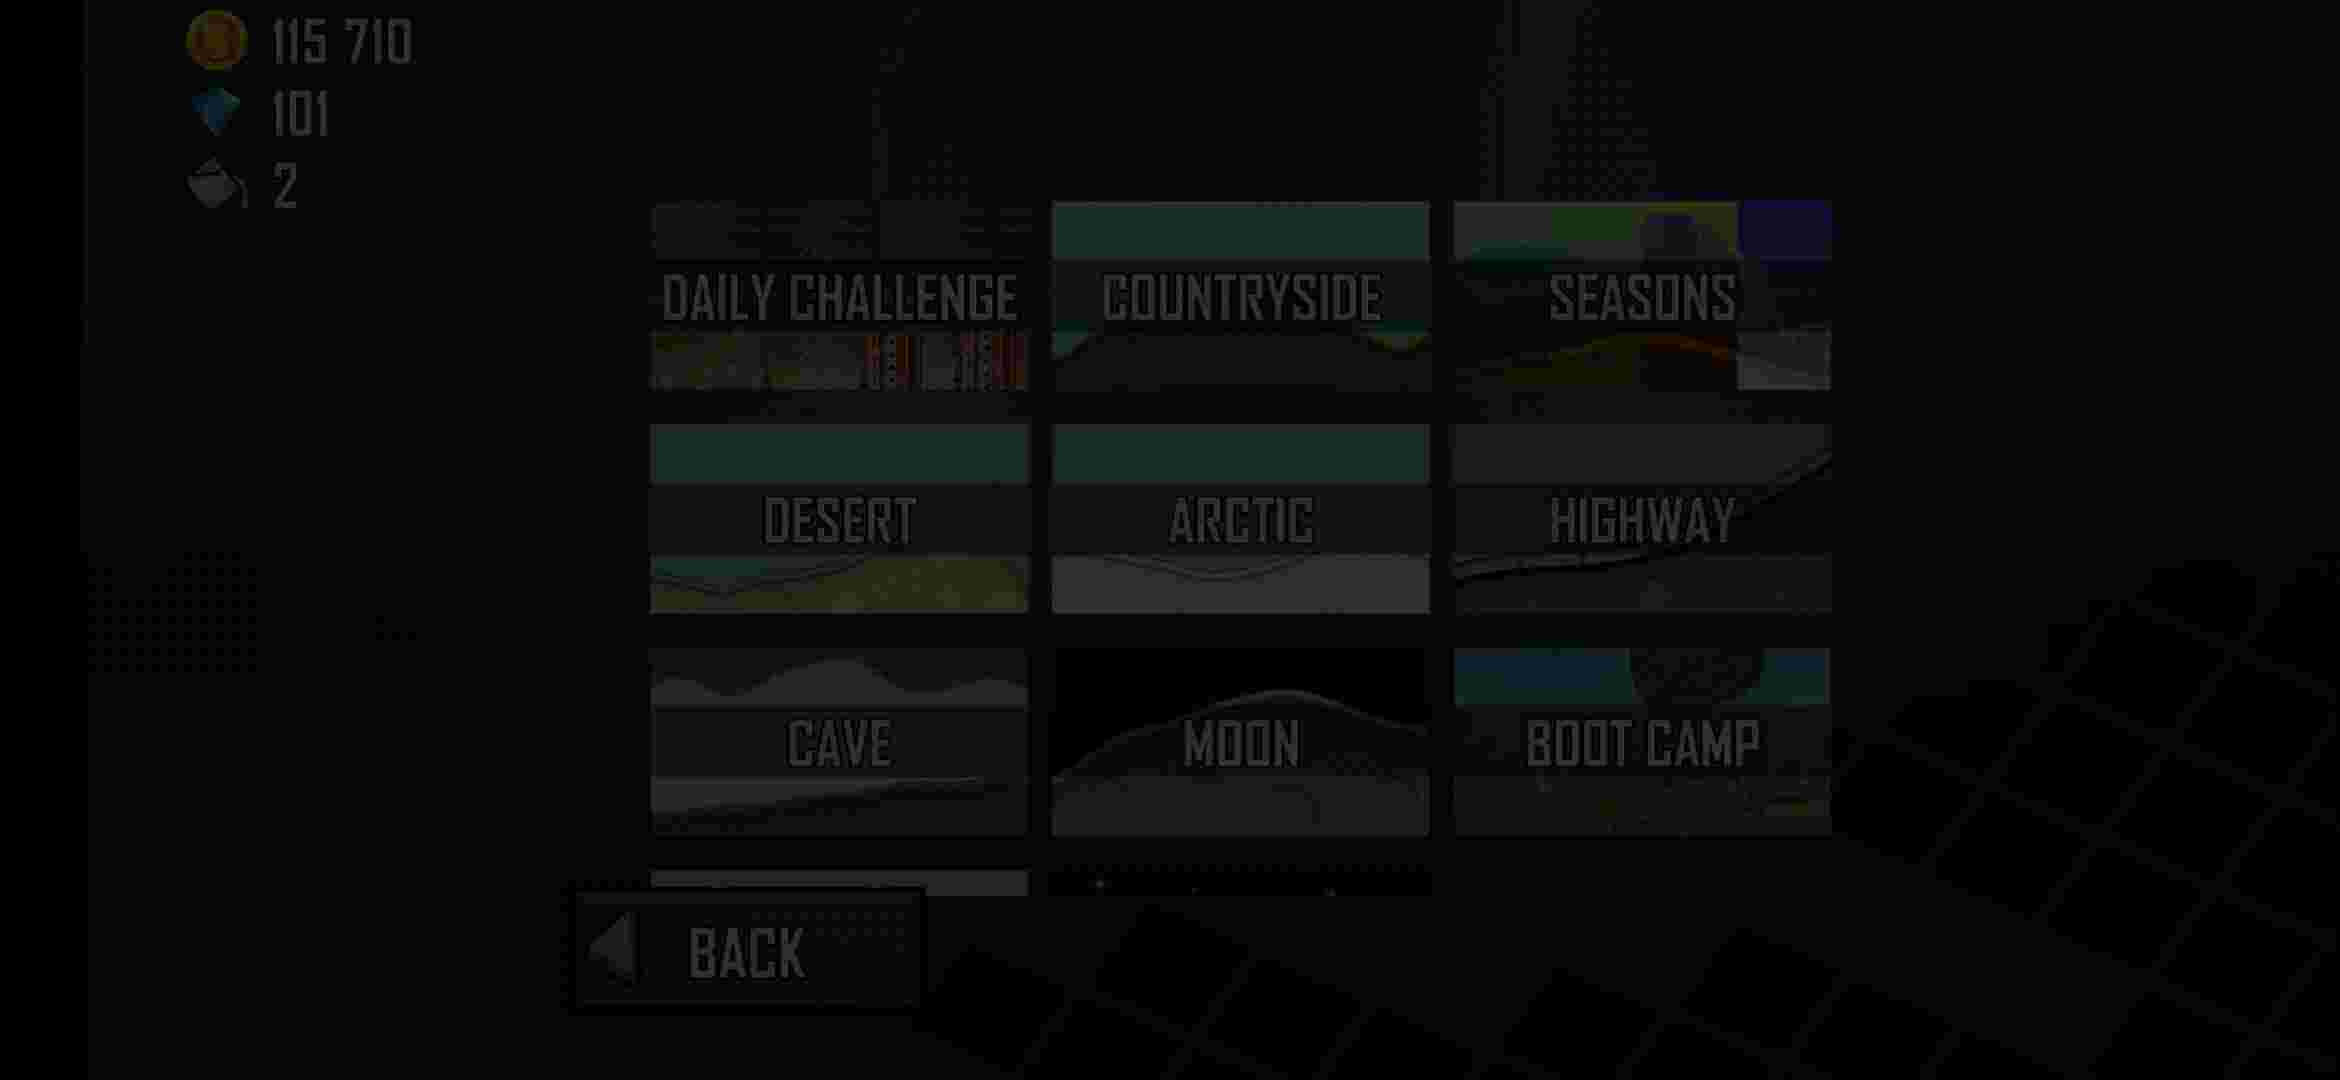 115 710
101
2
DAILY CHALLENGE
COUNTRYSIDE
SEASONS
DESERT
ARCTIC
HIGHWAY
CAVE
MOON
BOOT CAMP
BACK